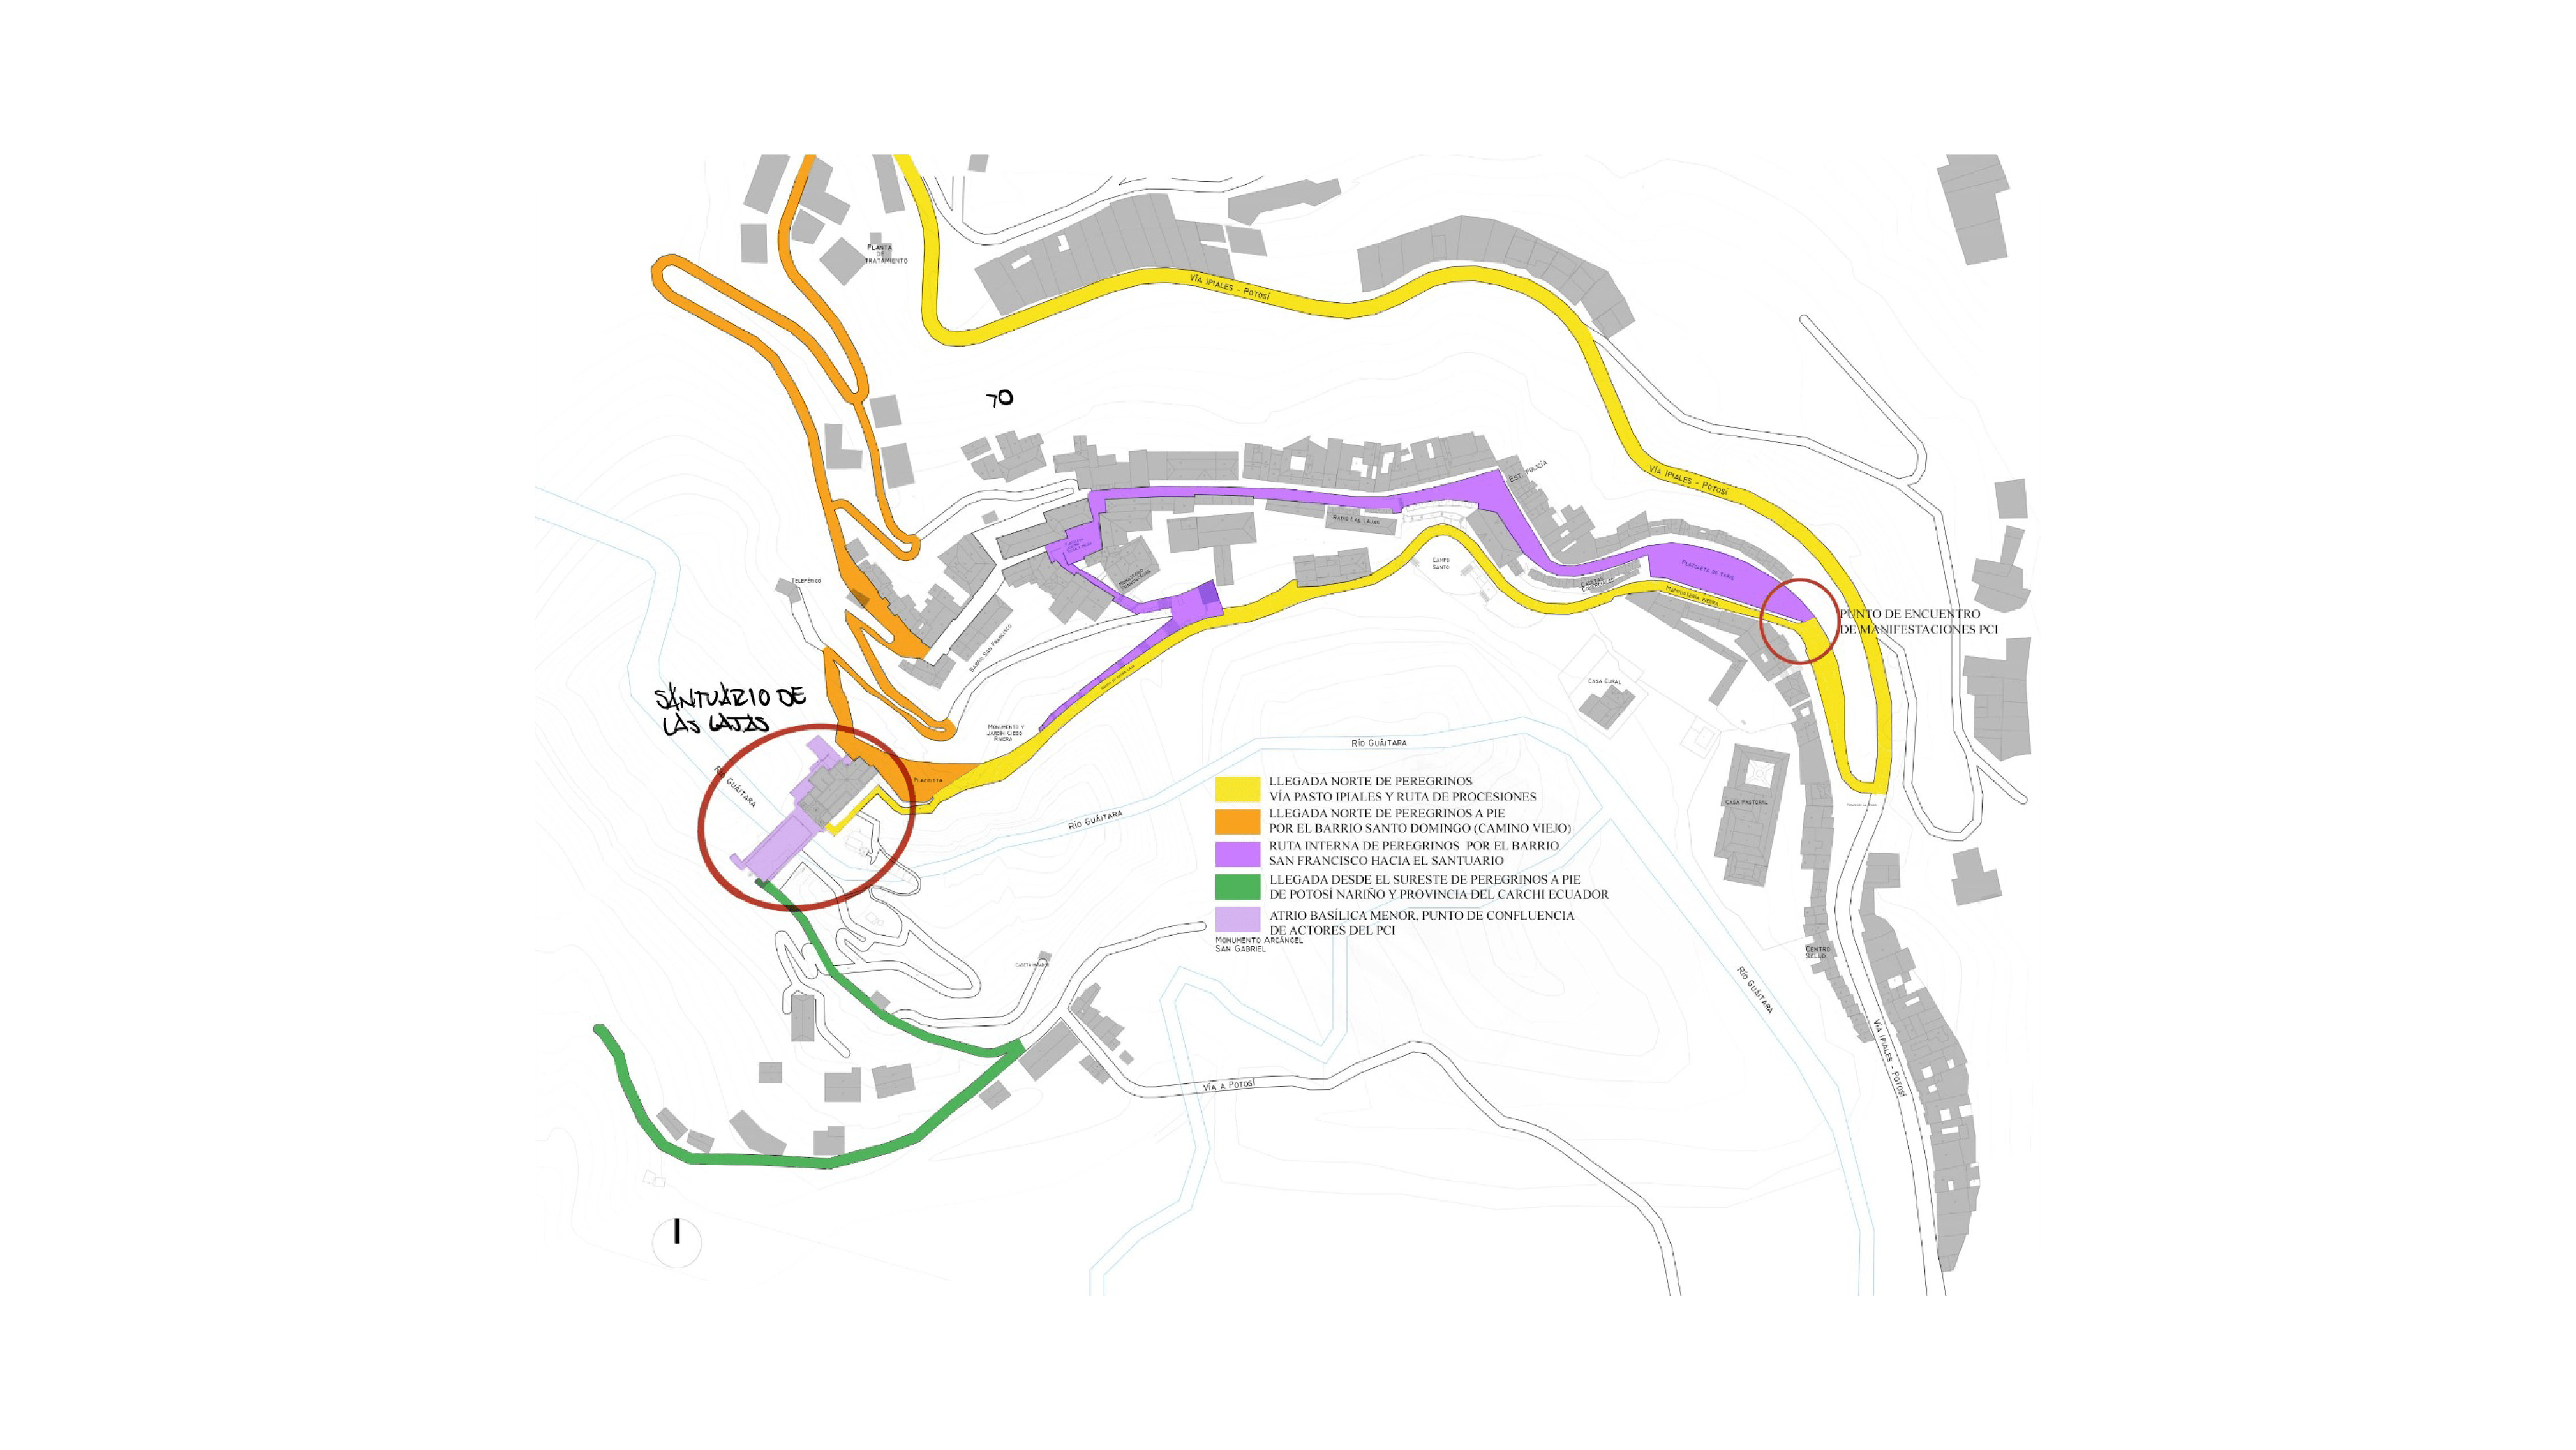 PLANTA
DE
TRATAMIENTO
VÍA IPIALES - POTOSÍ
70
VÍA IPIALES - POTOSÍ
EST. POLICÍA
RADIO LAS LAJAS
CAMPO
SANTO
TELEFÉRICO
BARRIO SAN FRANCISCO
PUNTO DE ENCUENTRO
DE MANIFESTACIONES PCI
CASA CURAL
SANTUARIO DE
LAS LAJAS
MONUMENTO Y
JARDÍN
RIVERA
RÍO GUÁITARA
RÍO GUÁITARA
PLAZOLETA
RÍO GUÁITARA
CASA PASTORAL
LLEGADA NORTE DE PEREGRINOS
VÍA PASTO IPIALES Y RUTA DE PROCESIONES
LLEGADA NORTE DE PEREGRINOS A PIE
POR EL BARRIO SANTO DOMINGO (CAMINO VIEJO)
RUTA INTERNA DE PEREGRINOS POR EL BARRIO
SAN FRANCISCO HACIA EL SANTUARIO
LLEGADA DESDE EL SURESTE DE PEREGRINOS A PIE
DE POTOSÍ NARIÑO Y PROVINCIA DEL CARCHI ECUADOR
ATRIO BASÍLICA MENOR, PUNTO DE CONFLUENCIA
DE ACTORES DEL PCI
MONUMENTO ARCÁNGEL
SAN GABRIEL
CENTRO
SALUD
RÍO GUÁITARA
VÍA IPIALES - POTOSÍ
VÍA A POTOSÍ